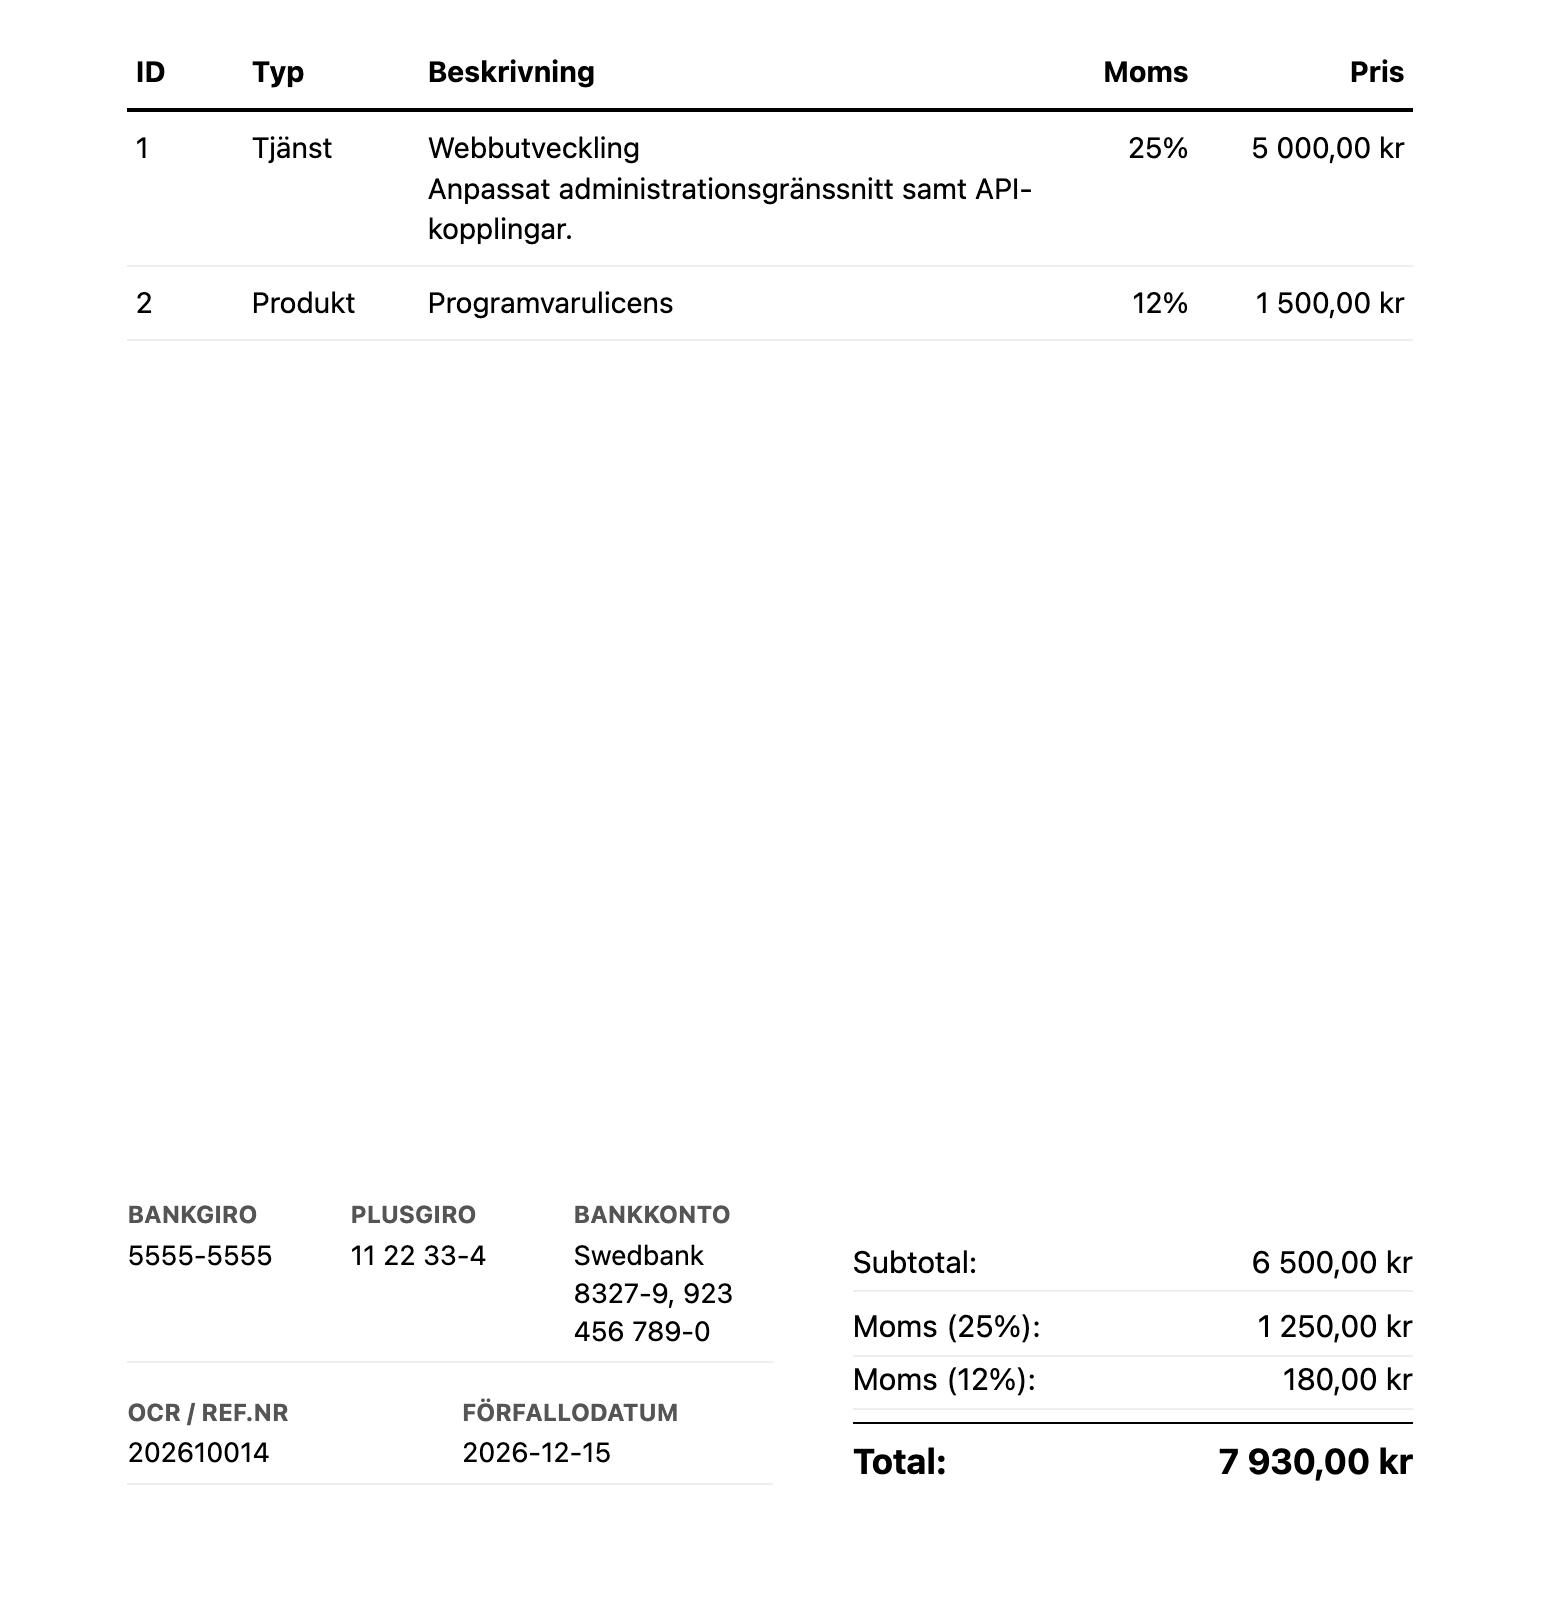 ID Typ Beskrivning Moms Pris
1 Tjänst Webbutveckling 25% 5 000,00 kr
Anpassat administrationsgränssnitt samt API-
kopplingar.
2 Produkt Programvarulicens 12% 1 500,00 kr
BANKGIRO PLUSGIRO BANKKONTO
5555-5555 11 22 33-4 Swedbank
8327-9, 923
456 789-0
OCR / REF.NR FÖRFALLODATUM
202610014 2026-12-15
Subtotal: 6 500,00 kr
Moms (25%): 1 250,00 kr
Moms (12%): 180,00 kr
Total: 7 930,00 kr